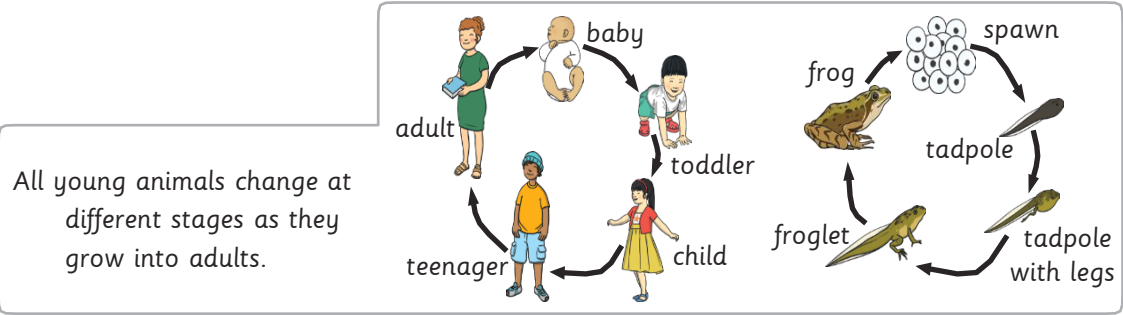 All young animals change at
different stages as they
grow into adults.
baby
toddler
child
teenager
adult
spawn
tadpole
tadpole
with legs
froglet
frog